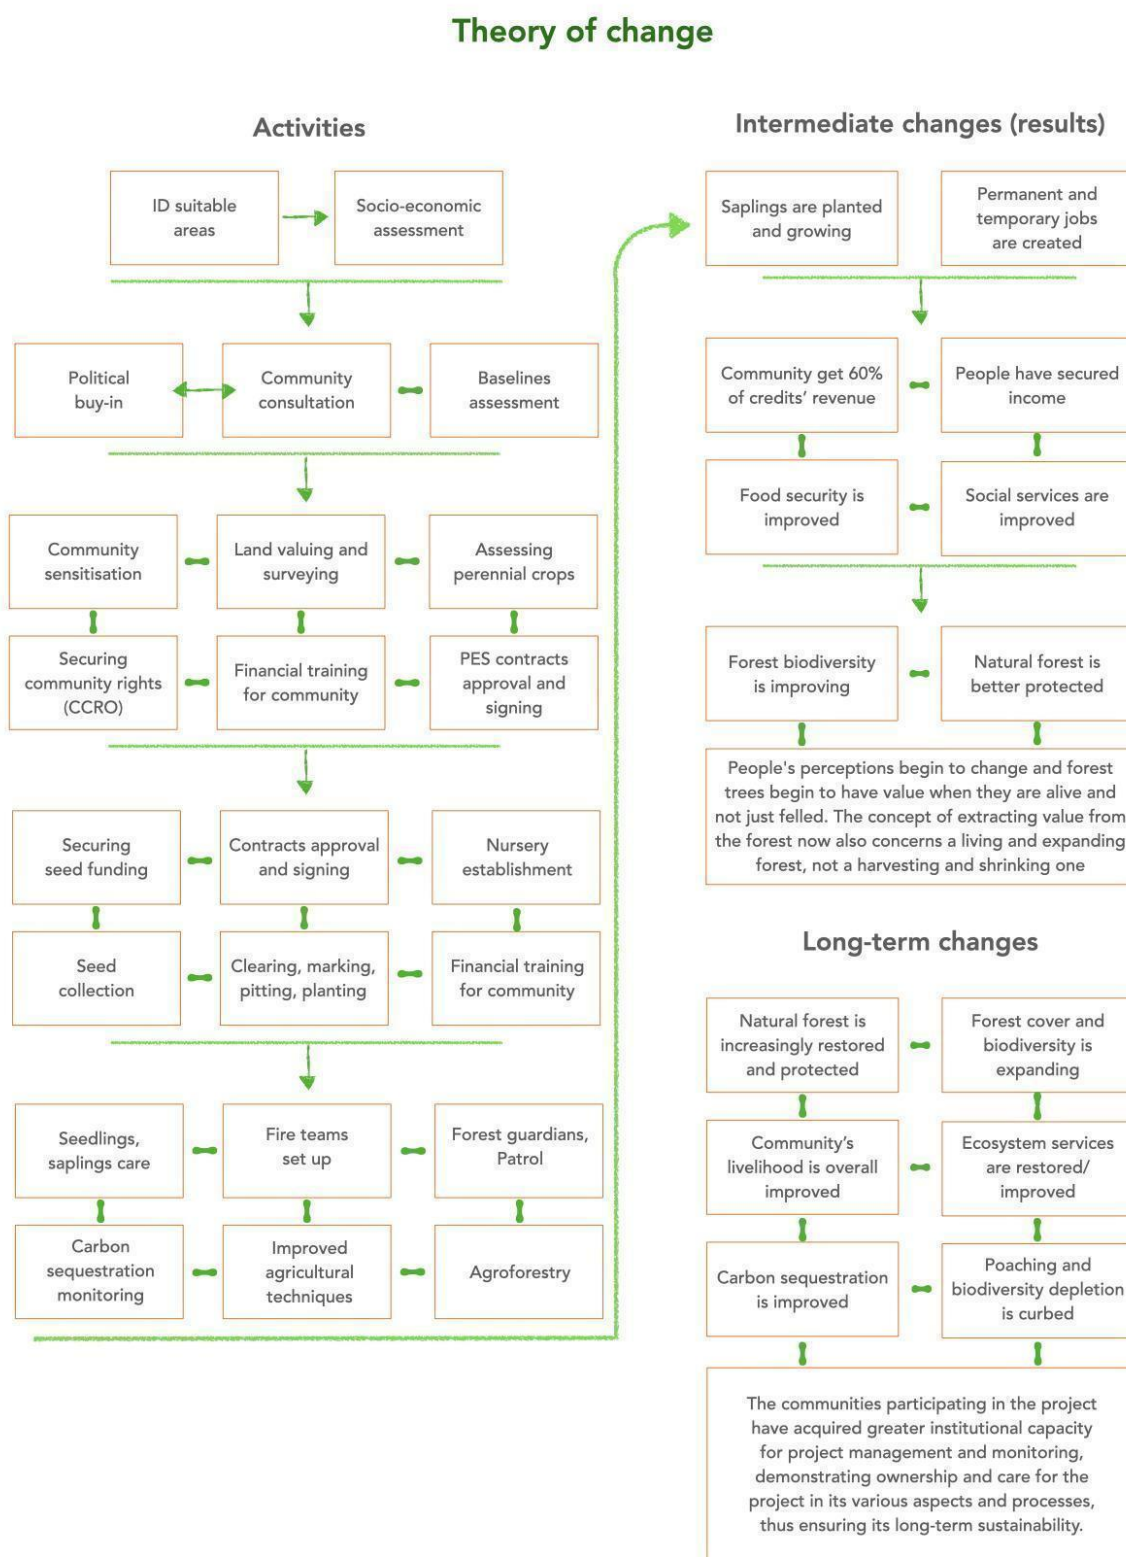 Theory of change
Activities
ID suitable
areas
Socio-economic
assessment
Political
buy-in
Community
consultation
Baselines
assessment
Community
sensitisation
Land valuing and
surveying
Assessing
perennial crops
Securing
community rights
(CCRO)
Financial training
for community
PES contracts
approval and
signing
Securing
seed funding
Contracts approval
and signing
Nursery
establishment
Seed
collection
Clearing, marking,
pitting, planting
Financial training
for community
Seedlings,
saplings care
Fire teams
set up
Forest guardians,
Patrol
Carbon
sequestration
monitoring
Improved
agricultural
techniques
Agroforestry
Intermediate changes (results)
Saplings are planted
and growing
Permanent and
temporary jobs
are created
Community get 60%
of credits’ revenue
People have secured
income
Food security is
improved
Social services are
improved
Forest biodiversity
is improving
Natural forest is
better protected
People's perceptions begin to change and forest
trees begin to have value when they are alive and
not just felled. The concept of extracting value from
the forest now also concerns a living and expanding
forest, not a harvesting and shrinking one
Long-term changes
Natural forest is
increasingly restored
and protected
Forest cover and
biodiversity is
expanding
Community’s
livelihood is overall
improved
Ecosystem services
are restored/
improved
Carbon sequestration
is improved
Poaching and
biodiversity depletion
is curbed
The communities participating in the project
have acquired greater institutional capacity
for project management and monitoring,
demonstrating ownership and care for the
project in its various aspects and processes,
thus ensuring its long-term sustainability.